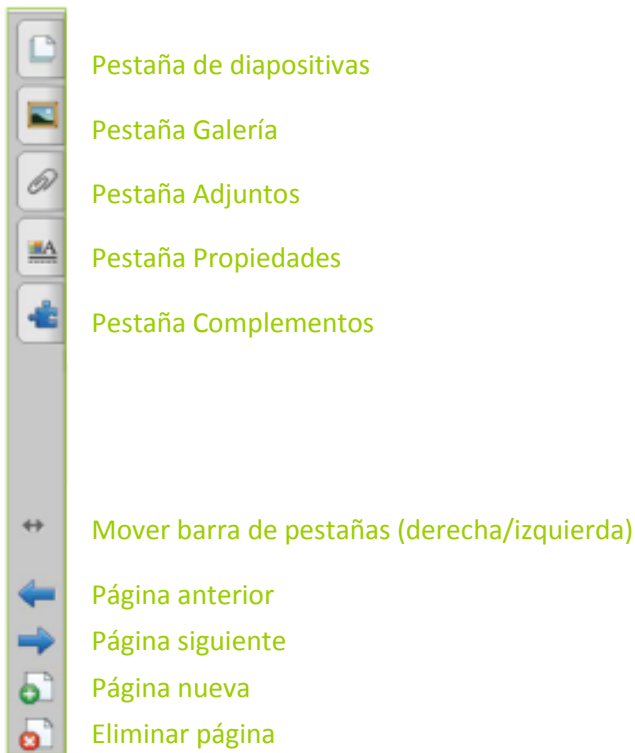 Pestaña de diapositivas
Pestaña Galería
Pestaña Adjuntos
Pestaña Propiedades
Pestaña Complementos
Mover barra de pestañas (derecha/izquierda)
Página anterior
Página siguiente
Página nueva
Eliminar página